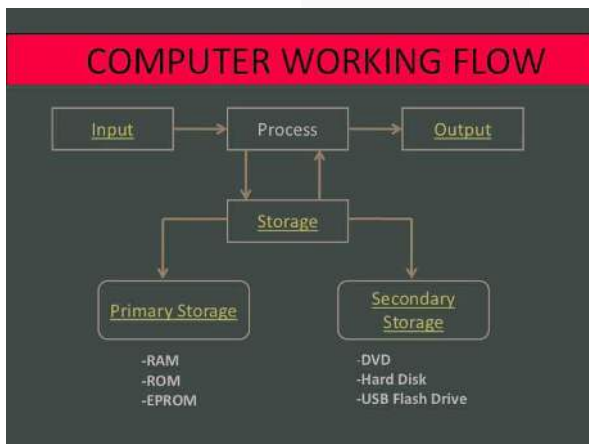 COMPUTER WORKING FLOW
Input
Process
Output
Storage
Primary Storage
-RAM
-ROM
-EPROM
Secondary
Storage
-DVD
-Hard Disk
-USB Flash Drive